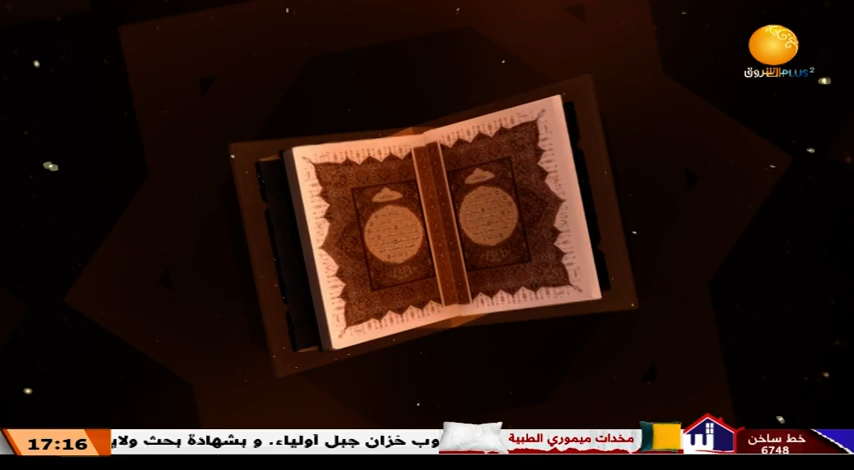 الشروق PLUS 2
17:16
وب خزان جبل أولياء. و بشهادة بحث ولاي
مخدات ميموري الطبية
خط ساخن
6748